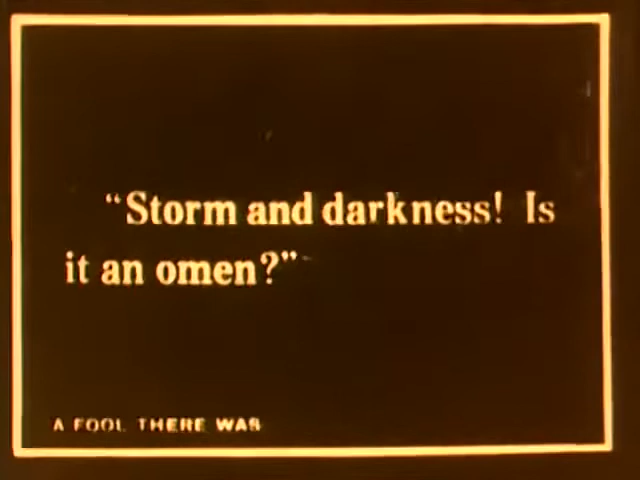 “Storm and darkness! Is
it an omen?”
A FOOL THERE WAS